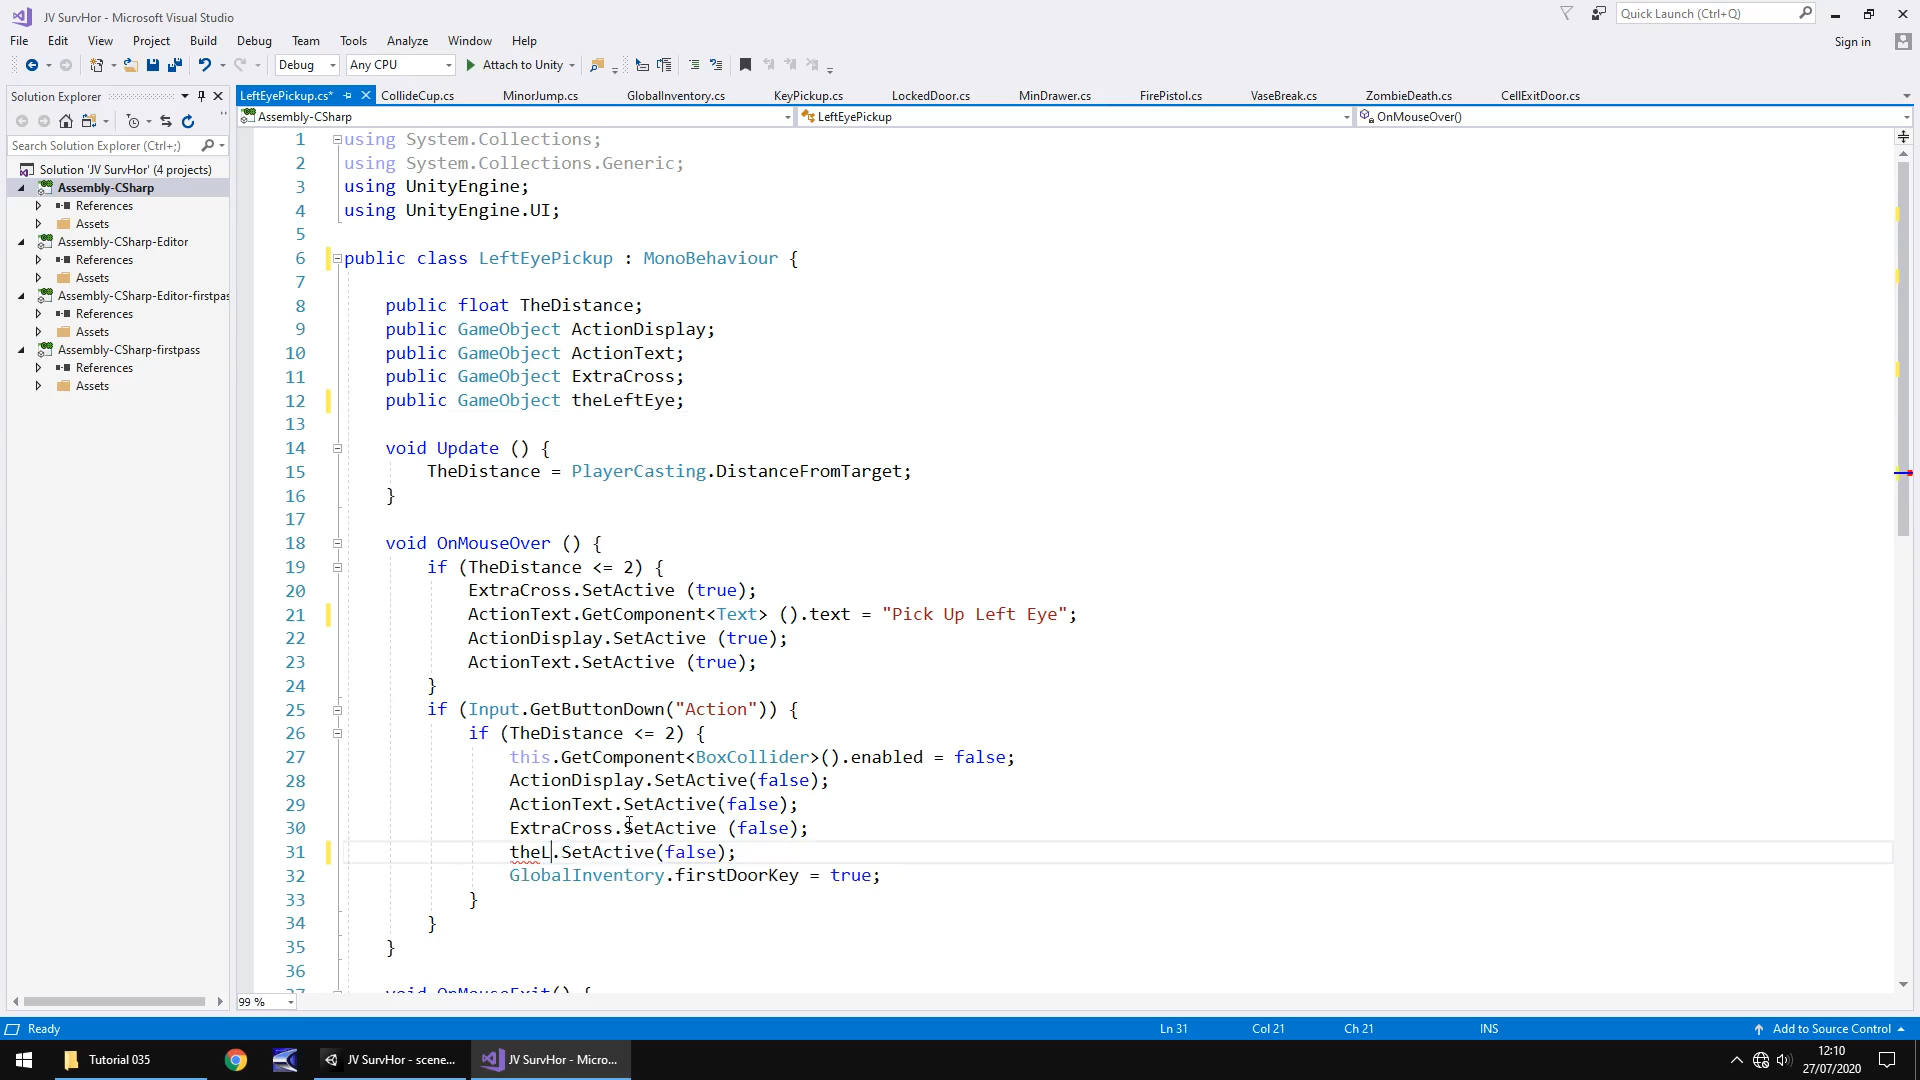 JV SurvHor - Microsoft Visual Studio
Quick Launch (Ctrl+Q)
File Edit View Project Build Debug Team Tools Analyze Window Help
Sign in
Debug Any CPU Attach to Unity
Solution Explorer
LeftEyePickup.cs* CollideCup.cs MinorJump.cs GlobalInventory.cs KeyPickup.cs LockedDoor.cs MinDrawer.cs FirePistol.cs VaseBreak.cs ZombieDeath.cs CellExitDoor.cs
Assembly-CSharp LeftEyePickup OnMouseOver()
Search Solution Explorer (Ctrl+;)
Solution 'JV SurvHor' (4 projects)
Assembly-CSharp
References
Assets
Assembly-CSharp-Editor
References
Assets
Assembly-CSharp-Editor-firstpas
References
Assets
Assembly-CSharp-firstpass
References
Assets
1 using System.Collections;
2 using System.Collections.Generic;
3 using UnityEngine;
4 using UnityEngine.UI;
5
6 public class LeftEyePickup : MonoBehaviour {
7
8 public float TheDistance;
9 public GameObject ActionDisplay;
10 public GameObject ActionText;
11 public GameObject ExtraCross;
12 public GameObject theLeftEye;
13
14 void Update () {
15 TheDistance = PlayerCasting.DistanceFromTarget;
16 }
17
18 void OnMouseOver () {
19 if (TheDistance <= 2) {
20 ExtraCross.SetActive (true);
21 ActionText.GetComponent<Text> ().text = "Pick Up Left Eye";
22 ActionDisplay.SetActive (true);
23 ActionText.SetActive (true);
24 }
25 if (Input.GetButtonDown("Action")) {
26 if (TheDistance <= 2) {
27 this.GetComponent<BoxCollider>().enabled = false;
28 ActionDisplay.SetActive(false);
29 ActionText.SetActive(false);
30 ExtraCross.SetActive (false);
31 theL.SetActive(false);
32 GlobalInventory.firstDoorKey = true;
33 }
34 }
35 }
36
37 void OnMouseExit() {
99 %
Ready Ln 31 Col 21 Ch 21 INS Add to Source Control
Tutorial 035 JV SurvHor - scene... JV SurvHor - Micro...
12:10
27/07/2020